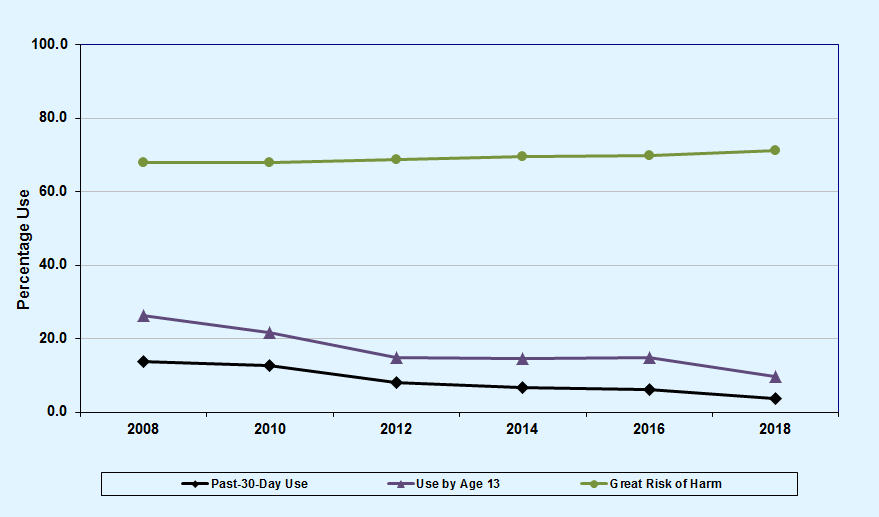 100.0
80.0
60.0
40.0
20.0
0.0
Percentage Use
2008 2010 2012 2014 2016 2018
Past-30-Day Use Use by Age 13 Great Risk of Harm